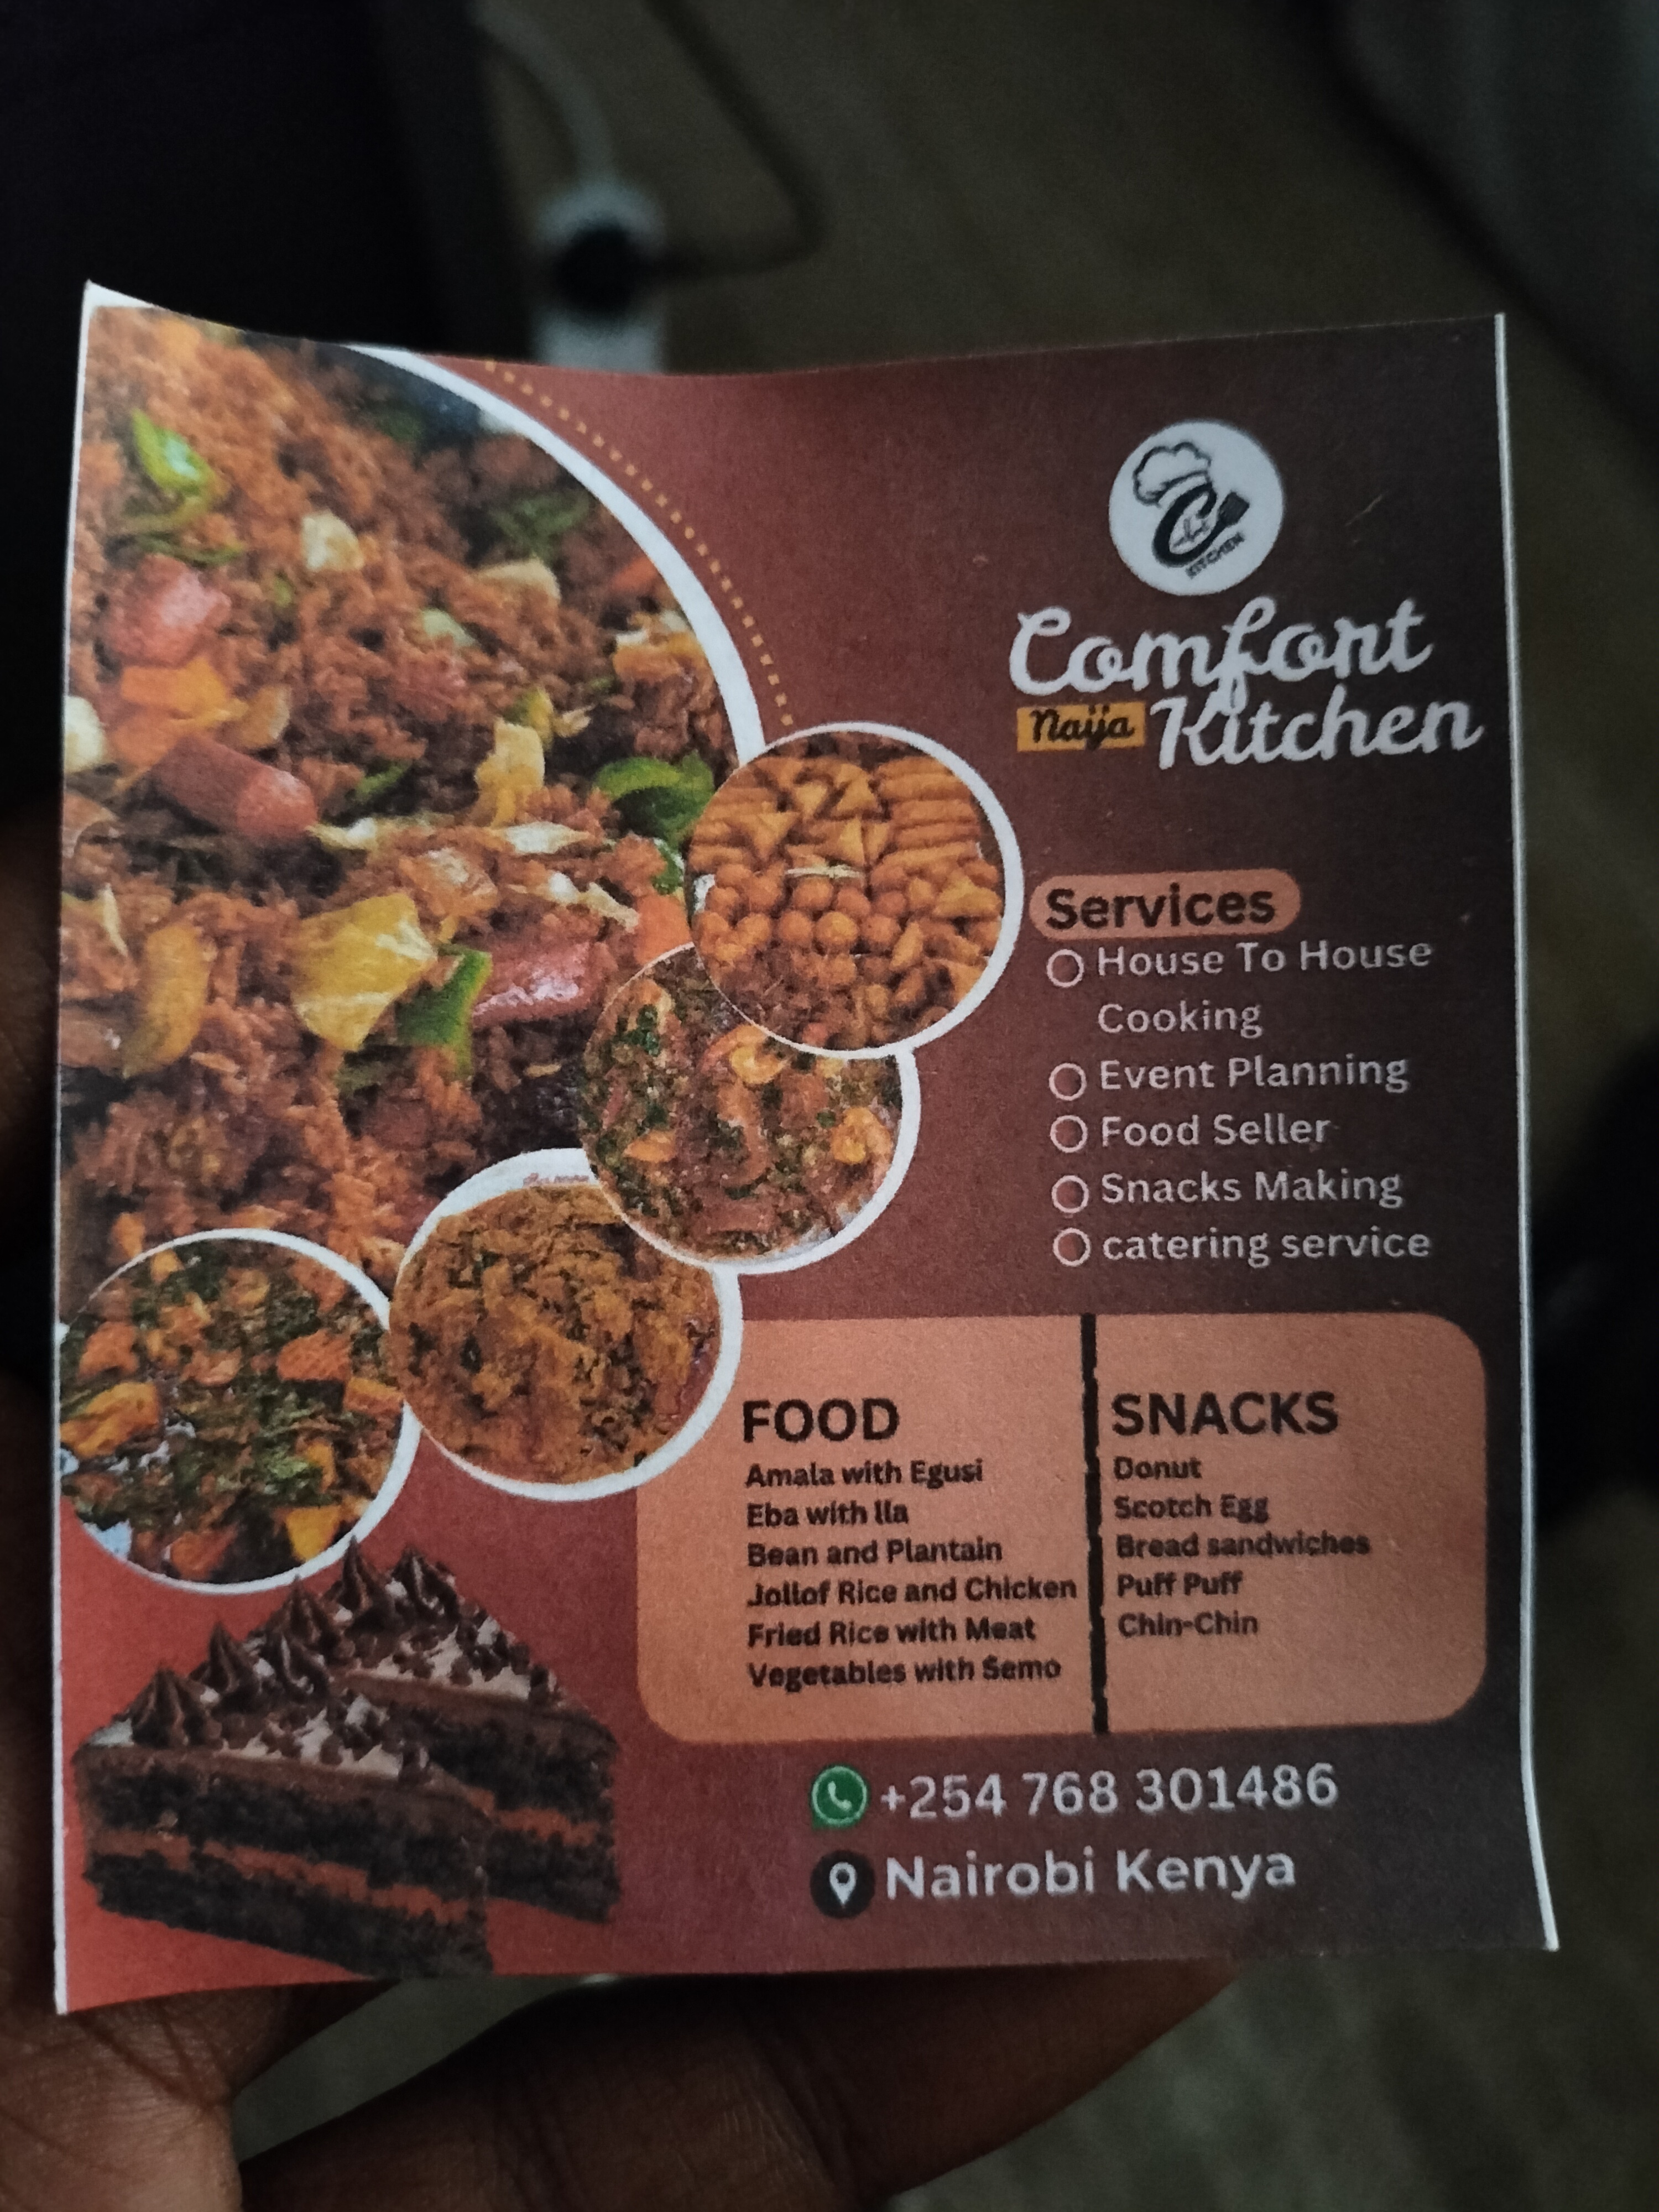 KITCHEN
Comfort
Naija Kitchen
Services
House To House
Cooking
Event Planning
Food Seller
Snacks Making
catering service
FOOD
Amala with Egusi
Eba with Ila
Bean and Plantain
Jollof Rice and Chicken
Fried Rice with Meat
Vegetables with Semo
SNACKS
Donut
Scotch Egg
Bread sandwiches
Puff Puff
Chin-Chin
+254 768 301486
Nairobi Kenya